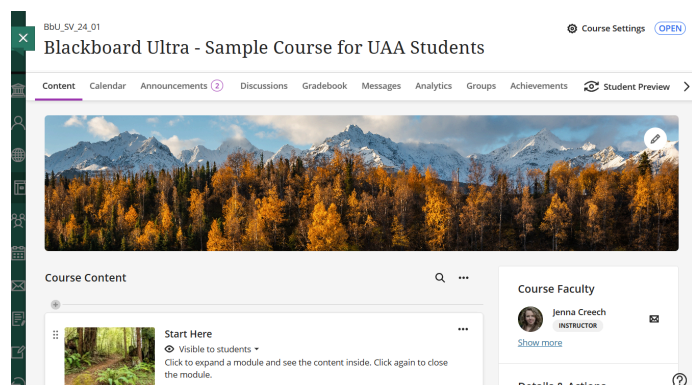 BbU_SV_24_01
Course Settings
OPEN
Blackboard Ultra - Sample Course for UAA Students
Content Calendar Announcements 2 Discussions Gradebook Messages Analytics Groups Achievements Student Preview
Course Content
Start Here
Visible to students
Click to expand a module and see the content inside. Click again to close
the module.
Course Faculty
Jenna Creech
INSTRUCTOR
Show more
Details & Actions